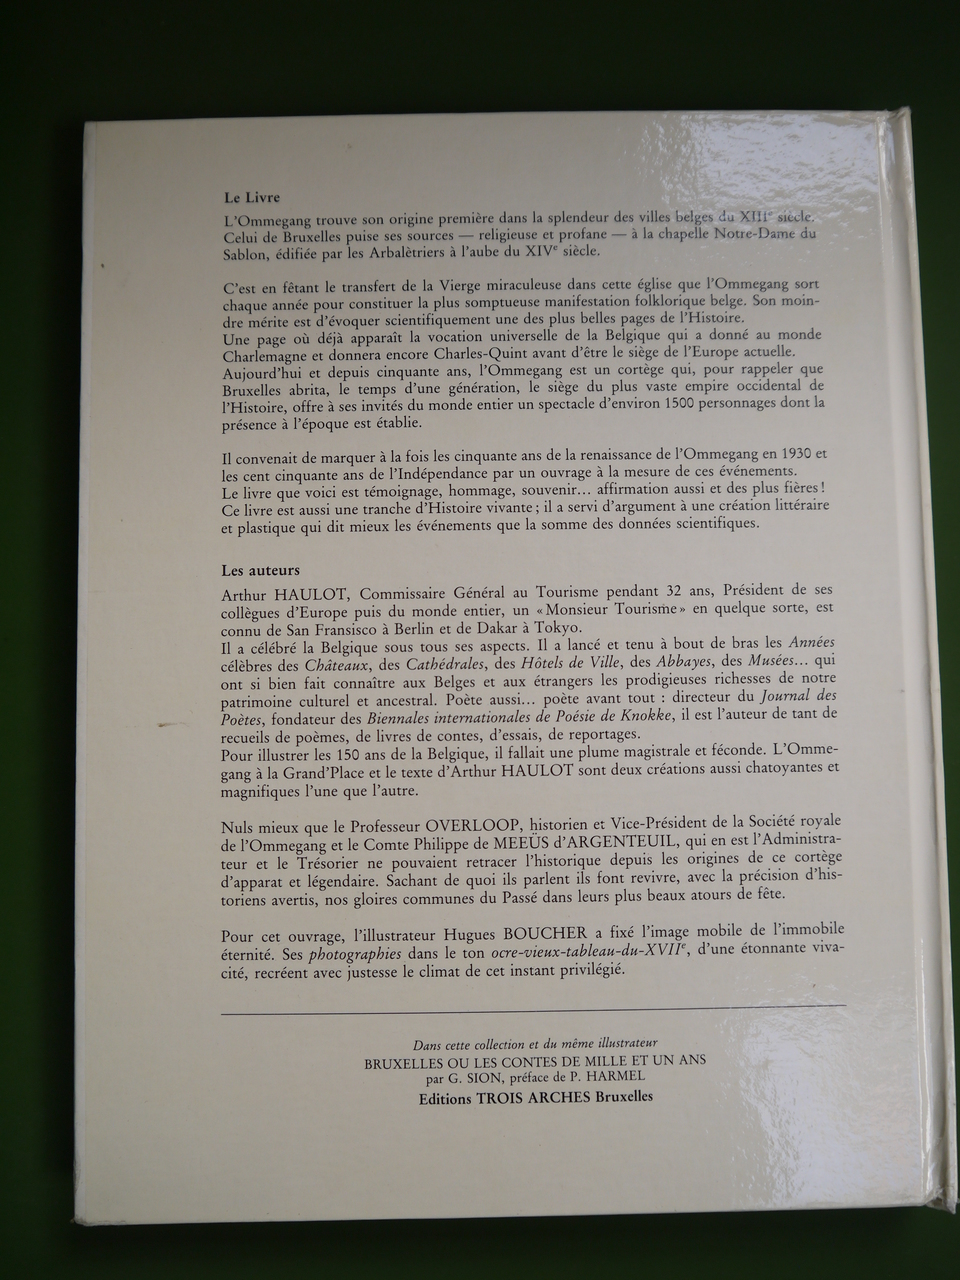 Le Livre
L'Ommegang trouve son origine première dans la splendeur des villes belges du XIIIe siècle.
Celui de Bruxelles puise ses sources — religieuse et profane — à la chapelle Notre-Dame du
Sablon, édifiée par les Arbalètriers à l'aube du XIVe siècle.
C'est en fêtant le transfert de la Vierge miraculeuse dans cette église que l'Ommegang sort
chaque année pour constituer la plus somptueuse manifestation folklorique belge. Son moin-
dre mérite est d'évoquer scientifiquement une des plus belles pages de l'Histoire.
Une page où déjà apparaît la vocation universelle de la Belgique qui a donné au monde
Charlemagne et donnera encore Charles-Quint avant d'être le siège de l'Europe actuelle.
Aujourd'hui et depuis cinquante ans, l'Ommegang est un cortège qui, pour rappeler que
Bruxelles abrita, le temps d'une génération, le siège du plus vaste empire occidental de
l'Histoire, offre à ses invités du monde entier un spectacle d'environ 1500 personnages dont la
présence à l'époque est établie.
Il convenait de marquer à la fois les cinquante ans de la renaissance de l'Ommegang en 1930 et
les cent cinquante ans de l'Indépendance par un ouvrage à la mesure de ces événements.
Le livre que voici est témoignage, hommage, souvenir... affirmation aussi et des plus fières !
Ce livre est aussi une tranche d'Histoire vivante ; il a servi d'argument à une création littéraire
et plastique qui dit mieux les événements que la somme des données scientifiques.
Les auteurs
Arthur HAULOT, Commissaire Général au Tourisme pendant 32 ans, Président de ses
collègues d'Europe puis du monde entier, un « Monsieur Tourisme » en quelque sorte, est
connu de San Fransisco à Berlin et de Dakar à Tokyo.
Il a célébré la Belgique sous tous ses aspects. Il a lancé et tenu à bout de bras les Années
célèbres des Châteaux, des Cathédrales, des Hôtels de Ville, des Abbayes, des Musées... qui
ont si bien fait connaître aux Belges et aux étrangers les prodigieuses richesses de notre
patrimoine culturel et ancestral. Poète aussi... poète avant tout : directeur du Journal des
Poètes, fondateur des Biennales internationales de Poésie de Knokke, il est l'auteur de tant de
recueils de poèmes, de livres de contes, d'essais, de reportages.
Pour illustrer les 150 ans de la Belgique, il fallait une plume magistrale et féconde. L'Omme-
gang à la Grand'Place et le texte d'Arthur HAULOT sont deux créations aussi chatoyantes et
magnifiques l'une que l'autre.
Nuls mieux que le Professeur OVERLOOP, historien et Vice-Président de la Société royale
de l'Ommegang et le Comte Philippe de MEEÜS d'ARGENTEUIL, qui en est l'Administra-
teur et le Trésorier ne pouvaient retracer l'historique depuis les origines de ce cortège
d'apparat et légendaire. Sachant de quoi ils parlent ils font revivre, avec la précision d'his-
toriens avertis, nos gloires communes du Passé dans leurs plus beaux atours de fête.
Pour cet ouvrage, l'illustrateur Hugues BOUCHER a fixé l'image mobile de l'immobile
éternité. Ses photographies dans le ton ocre-vieux-tableau-du-XVIIe, d'une étonnante viva-
cité, recréent avec justesse le climat de cet instant privilégié.
Dans cette collection et du même illustrateur
BRUXELLES OU LES CONTES DE MILLE ET UN ANS
par G. SION, préface de P. HARMEL
Editions TROIS ARCHES Bruxelles